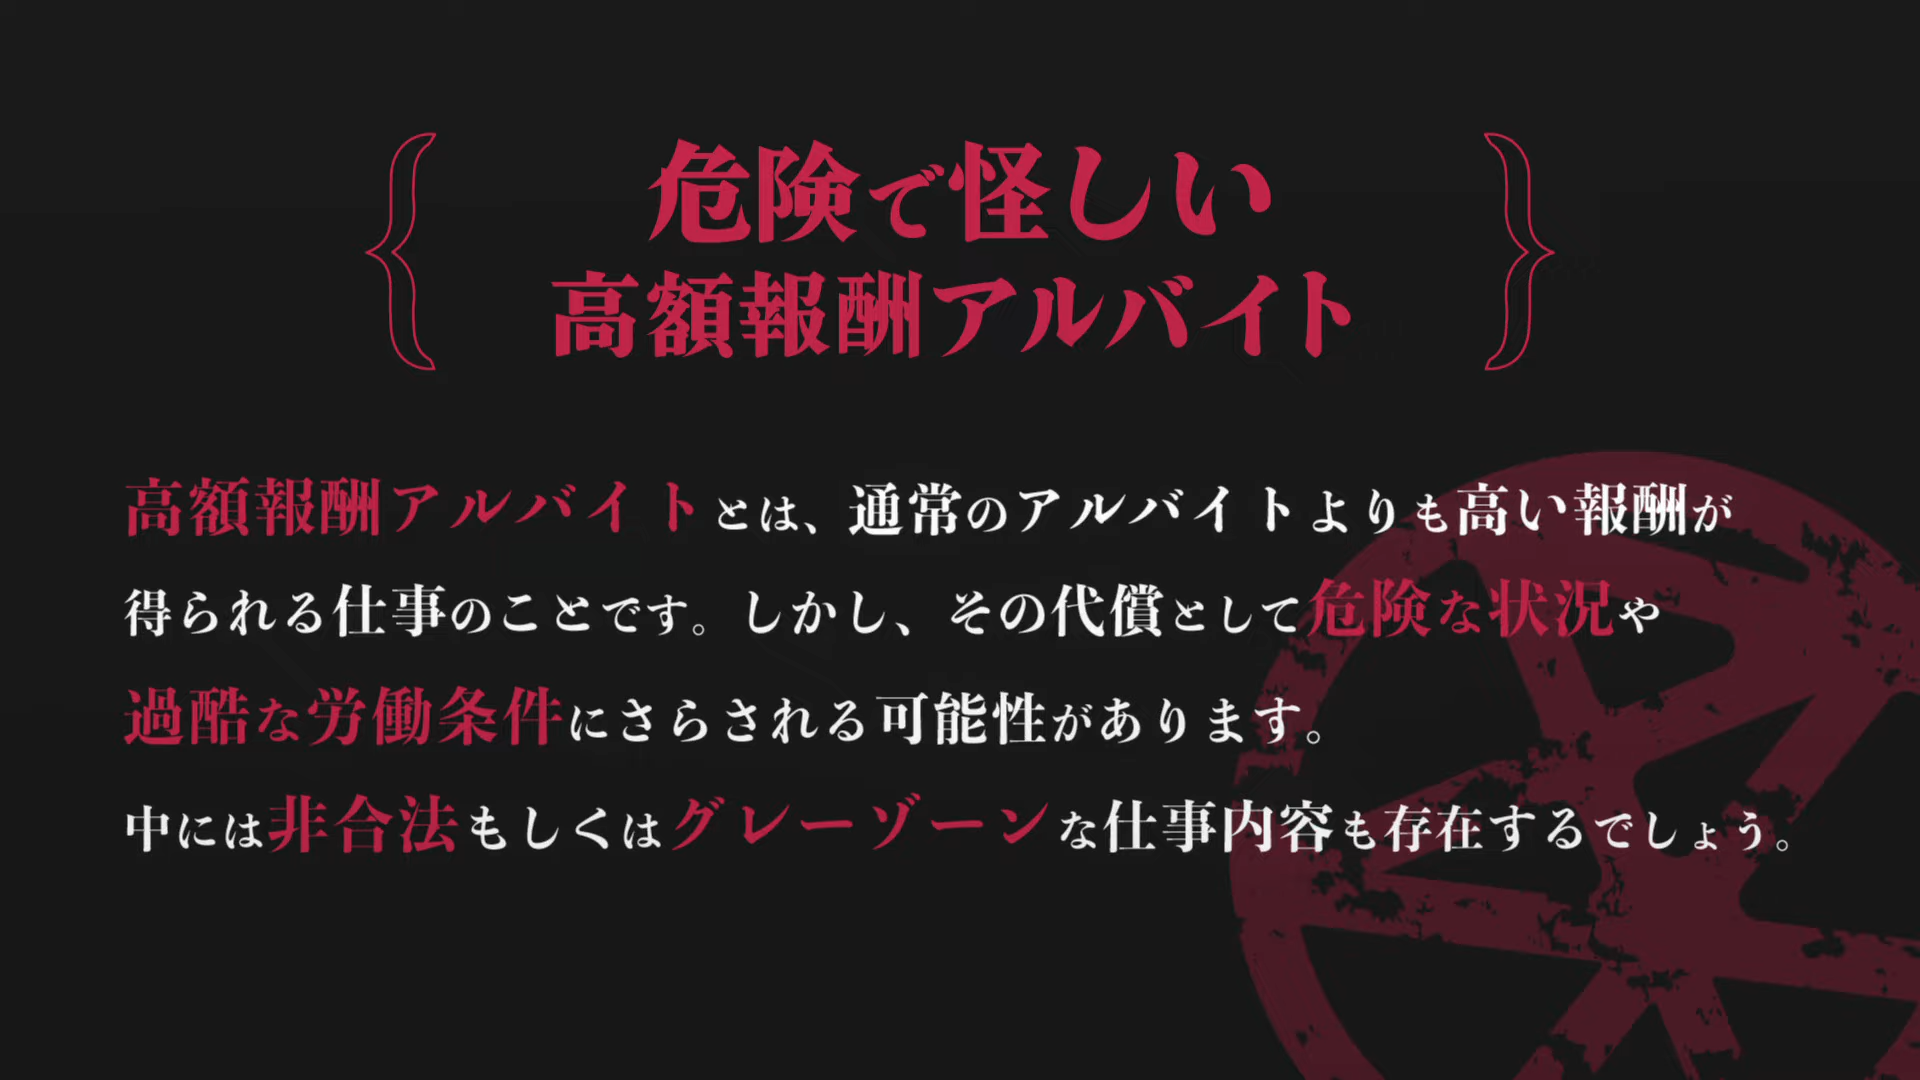 危険で怪しい
高額報酬アルバイト
高額報酬アルバイトとは、通常のアルバイトよりも高い報酬が
得られる仕事のことです。しかし、その代償として危険な状況や
過酷な労働条件にさらされる可能性があります。
中には非合法もしくはグレーゾーンな仕事内容も存在するでしょう。